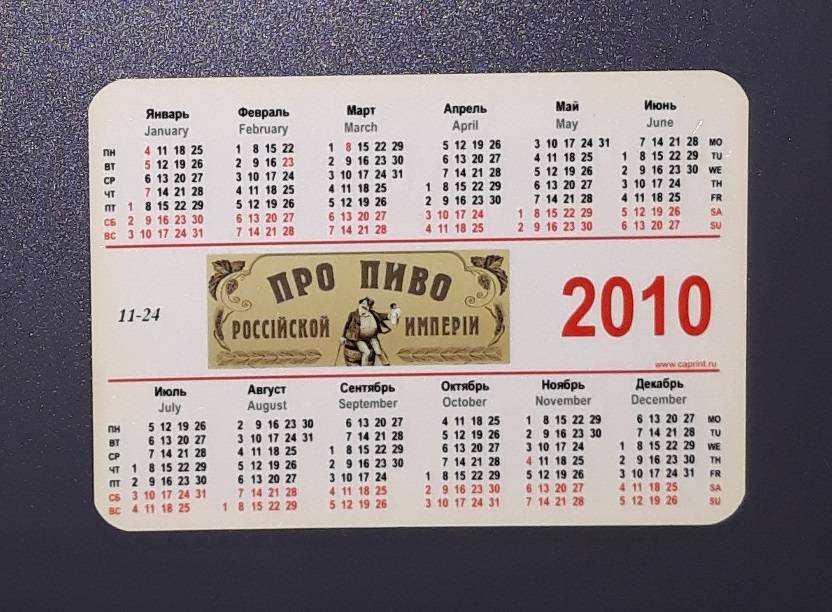 Январь Февраль Март Апрель Май Июнь
January February March April May June
ПН 4 11 18 25 1 8 15 22 1 8 15 22 29 5 12 19 26 3 10 17 24 31 7 14 21 28 MO
ВТ 5 12 19 26 2 9 16 23 2 9 16 23 30 6 13 20 27 4 11 18 25 1 8 15 22 29 TU
СР 6 13 20 27 3 10 17 24 3 10 17 24 31 7 14 21 28 5 12 19 26 2 9 16 23 30 WE
ЧТ 7 14 21 28 4 11 18 25 4 11 18 25 1 8 15 22 29 6 13 20 27 3 10 17 24 TH
ПТ 1 8 15 22 29 5 12 19 26 5 12 19 26 2 9 16 23 30 7 14 21 28 4 11 18 25 FR
СБ 2 9 16 23 30 6 13 20 27 6 13 20 27 3 10 17 24 1 8 15 22 29 5 12 19 26 SA
ВС 3 10 17 24 31 7 14 21 28 7 14 21 28 4 11 18 25 2 9 16 23 30 6 13 20 27 SU
11-24
ПРО ПИВО
РОССІЙСКОЙ ИМПЕРІИ
2010
www.caprint.ru
Июль Август Сентябрь Октябрь Ноябрь Декабрь
July August September October November December
ПН 5 12 19 26 2 9 16 23 30 6 13 20 27 4 11 18 25 1 8 15 22 29 6 13 20 27 MO
ВТ 6 13 20 27 3 10 17 24 31 7 14 21 28 5 12 19 26 2 9 16 23 30 7 14 21 28 TU
СР 7 14 21 28 4 11 18 25 1 8 15 22 29 6 13 20 27 3 10 17 24 1 8 15 22 29 WE
ЧТ 1 8 15 22 29 5 12 19 26 2 9 16 23 30 7 14 21 28 4 11 18 25 2 9 16 23 30 TH
ПТ 2 9 16 23 30 6 13 20 27 3 10 17 24 1 8 15 22 29 5 12 19 26 3 10 17 24 31 FR
СБ 3 10 17 24 31 7 14 21 28 4 11 18 25 2 9 16 23 30 6 13 20 27 4 11 18 25 SA
ВС 4 11 18 25 1 8 15 22 29 5 12 19 26 3 10 17 24 31 7 14 21 28 5 12 19 26 SU